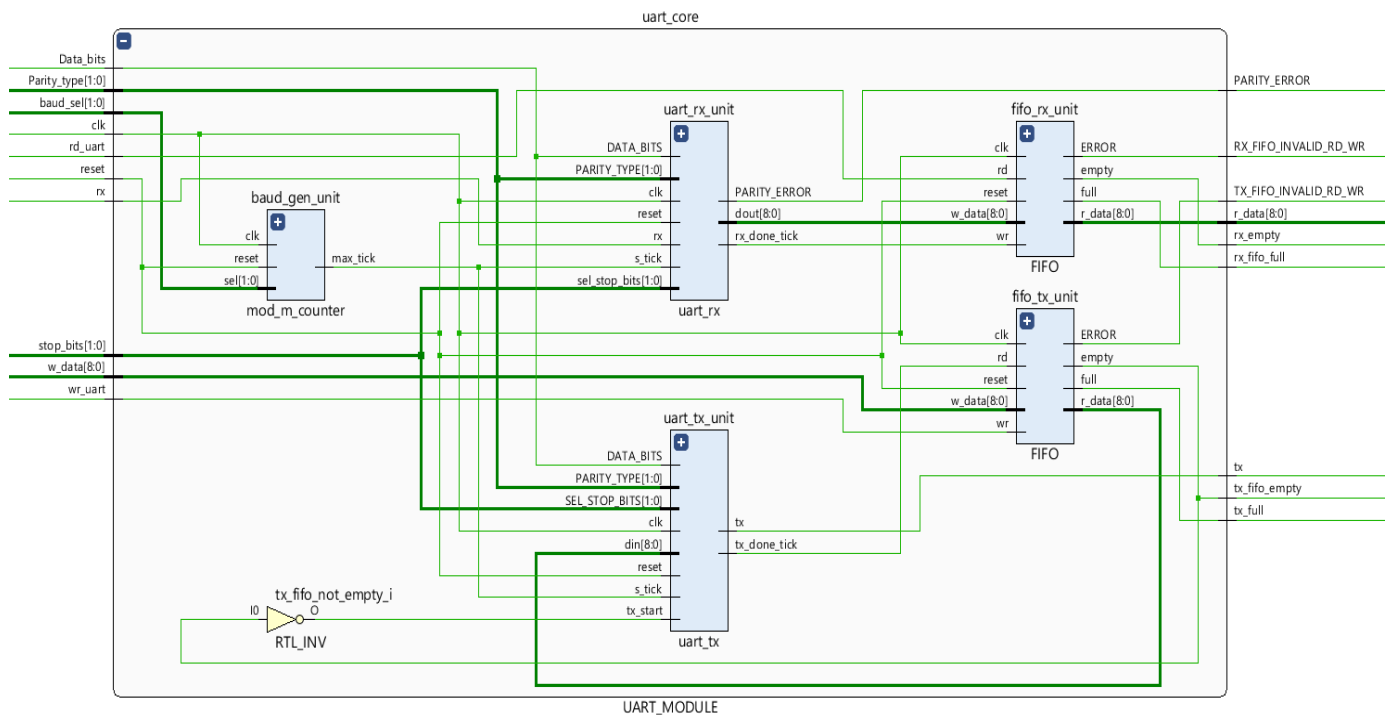 uart_core
Data_bits
Parity_type[1:0]
baud_sel[1:0]
clk
rd_uart
reset
rx
stop_bits[1:0]
w_data[8:0]
wr_uart
baud_gen_unit
clk
reset
sel[1:0]
max_tick
mod_m_counter
uart_rx_unit
DATA_BITS
PARITY_TYPE[1:0]
clk
reset
rx
s_tick
sel_stop_bits[1:0]
PARITY_ERROR
dout[8:0]
rx_done_tick
uart_rx
fifo_rx_unit
clk
rd
reset
w_data[8:0]
wr
ERROR
empty
full
r_data[8:0]
FIFO
fifo_tx_unit
clk
rd
reset
w_data[8:0]
wr
ERROR
empty
full
r_data[8:0]
FIFO
uart_tx_unit
DATA_BITS
PARITY_TYPE[1:0]
SEL_STOP_BITS[1:0]
clk
din[8:0]
reset
s_tick
tx_start
tx
tx_done_tick
uart_tx
tx_fifo_not_empty_i
I0
O
RTL_INV
PARITY_ERROR
RX_FIFO_INVALID_RD_WR
TX_FIFO_INVALID_RD_WR
r_data[8:0]
rx_empty
rx_fifo_full
tx
tx_fifo_empty
tx_full
UART_MODULE